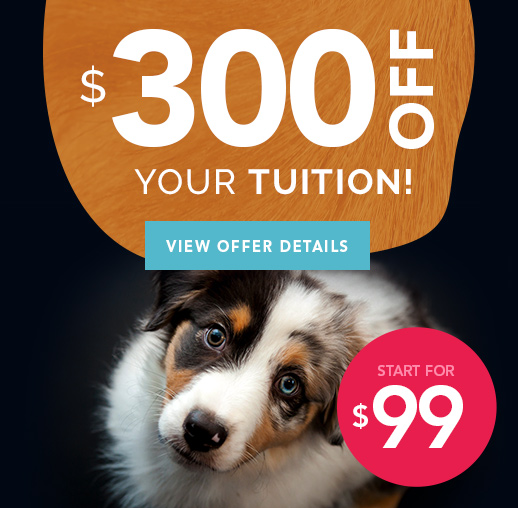 $300 OFF
YOUR TUITION!
VIEW OFFER DETAILS
START FOR
$99